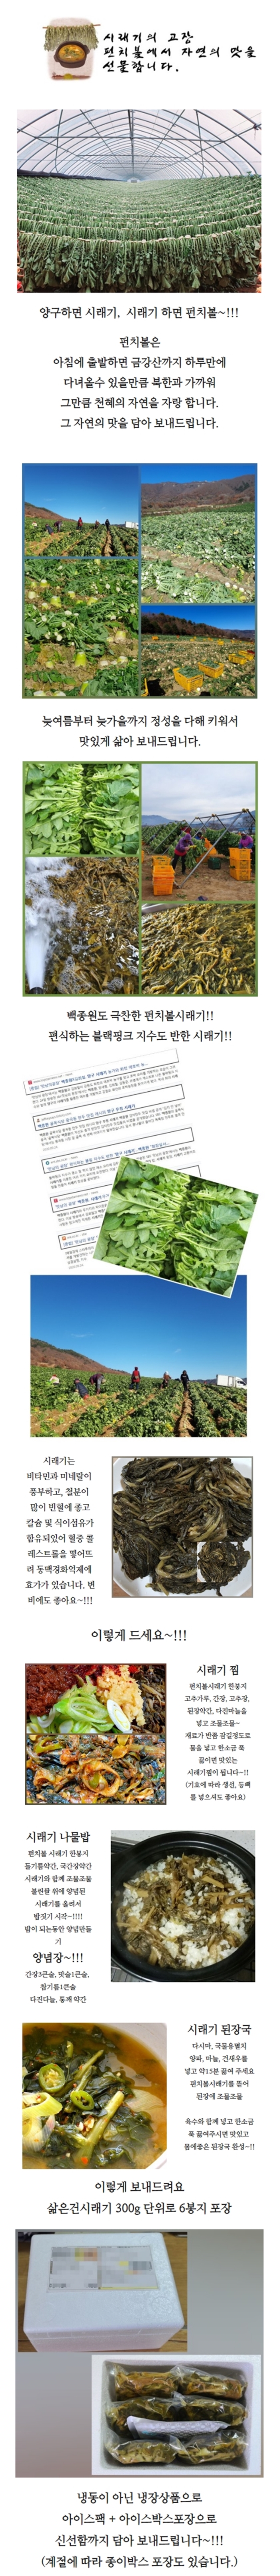 시래기의 고장
펀치볼에서 자연의 맛을
선물합니다.
양구하면 시래기, 시래기 하면 펀치볼~!!!
펀치볼은
아침에 출발하면 금강산까지 하루만에
다녀올수 있을만큼 북한과 가까워
그만큼 천혜의 자연을 자랑 합니다.
그 자연의 맛을 담아 보내드립니다.
늦여름부터 늦가을까지 정성을 다해 키워서
맛있게 삶아 보내드립니다.
백종원도 극찬한 펀치볼시래기!!
편식하는 블랙핑크 지수도 반한 시래기!!
시래기는
비타민과 미네랄이
풍부하고, 철분이
많이 빈혈에 좋고
칼슘 및 식이섬유가
함유되있어 혈중 콜
레스트롤을 떻어뜨
려 동맥경화억제에
효가가 있습니다. 변
비에도 좋아요~!!!
이렇게 드세요~!!!
시래기 찜
펀치볼시래기 한봉지
고추가루, 간장, 고추장,
된장약간, 다진마늘을
넣고 조물조물~
재료가 반쯤 잠길정도로
물을 넣고 한소금 푹
끓이면 맛있는
시래기찜이 됩니다~!!
(기호에 따라 생선, 등뼈
를 넣으셔도 좋아요)
시래기 나물밥
펀치볼 시래기 한봉지
들기름약간, 국간장약간
시래기와 함께 조물조물
불린쌀 위에 양념된
시래기를 올려서
밥짓기 시작~!!!!
밥이 되는동안 양념만들
기
양념장~!!!
간장3큰술, 맛술1큰술,
참기름1큰술
다진다늘, 통깨 약간
시래기 된장국
다시마, 국물용멸치
양파, 마늘, 건새우를
넣고 약15분 끓여 주세요
펀치볼시래기를 뜯어
된장에 조물조물
육수와 함께 넣고 한소금
푹 끓여주시면 맛있고
몸에좋은 된장국 완성~!!
이렇게 보내드려요
삶은건시래기 300g 단위로 6봉지 포장
냉동이 아닌 냉장상품으로
아이스팩 + 아이스박스포장으로
신선함까지 담아 보내드립니다~!!!
(계절에 따라 종이박스 포장도 있습니다.)